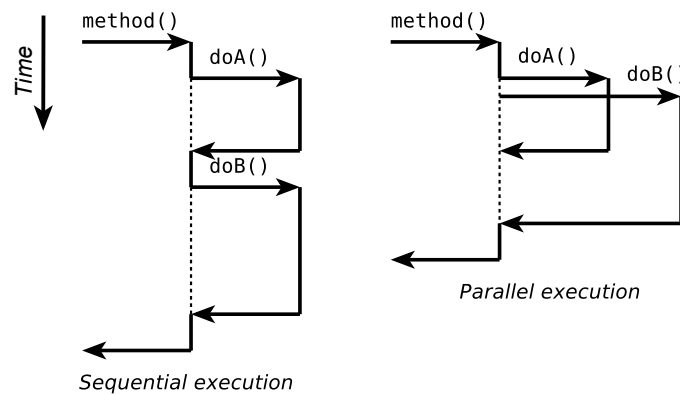 Time
method()
doA()
doB()
Sequential execution
method()
doA()
doB()
Parallel execution